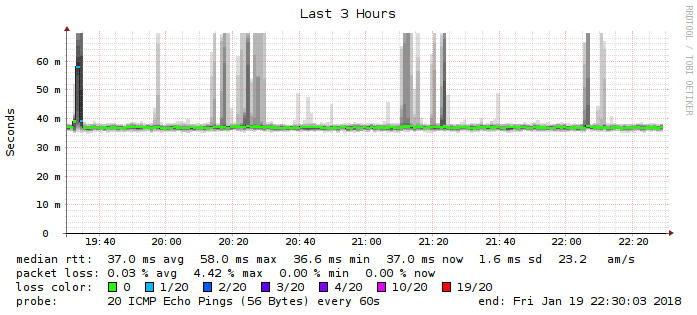 Last 3 Hours
RRDTOOL / TOBI OETIKER
Seconds
60 m
50 m
40 m
30 m
20 m
10 m
0
19:40 20:00 20:20 20:40 21:00 21:20 21:40 22:00 22:20
median rtt: 37.0 ms avg 58.0 ms max 36.6 ms min 37.0 ms now 1.6 ms sd 23.2 am/s
packet loss: 0.03 % avg 4.42 % max 0.00 % min 0.00 % now
loss color: 0 1/20 2/20 3/20 4/20 10/20 19/20
probe: 20 ICMP Echo Pings (56 Bytes) every 60s end: Fri Jan 19 22:30:03 2018